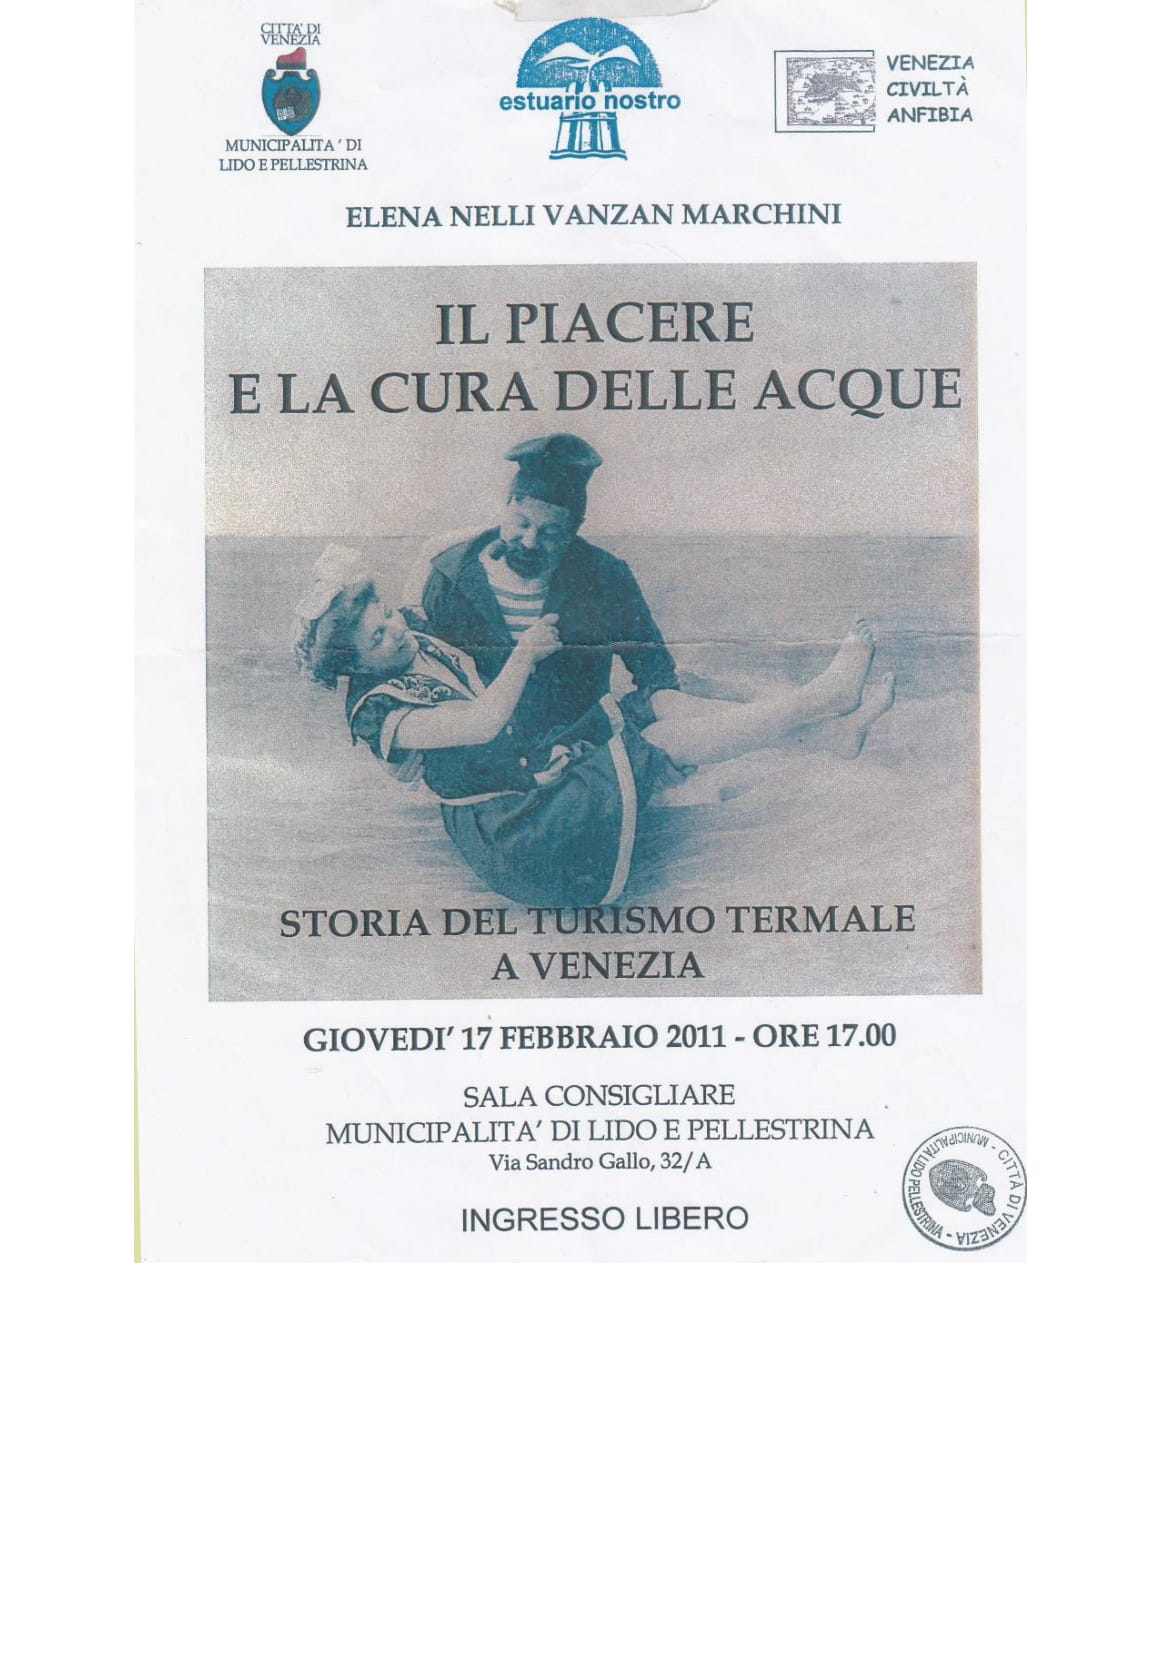 CITTA' DI
VENEZIA
MUNICIPALITA' DI
LIDO E PELLESTRINA
estuario nostro
VENEZIA
CIVILTÀ
ANFIBIA
ELENA NELLI VANZAN MARCHINI
IL PIACERE
E LA CURA DELLE ACQUE
STORIA DEL TURISMO TERMALE
A VENEZIA
GIOVEDI' 17 FEBBRAIO 2011 - ORE 17.00
SALA CONSIGLIARE
MUNICIPALITA' DI LIDO E PELLESTRINA
Via Sandro Gallo, 32/A
INGRESSO LIBERO
CITTÀ DI VENEZIA - MUNICIPALITÀ LIDO PELLESTRINA -